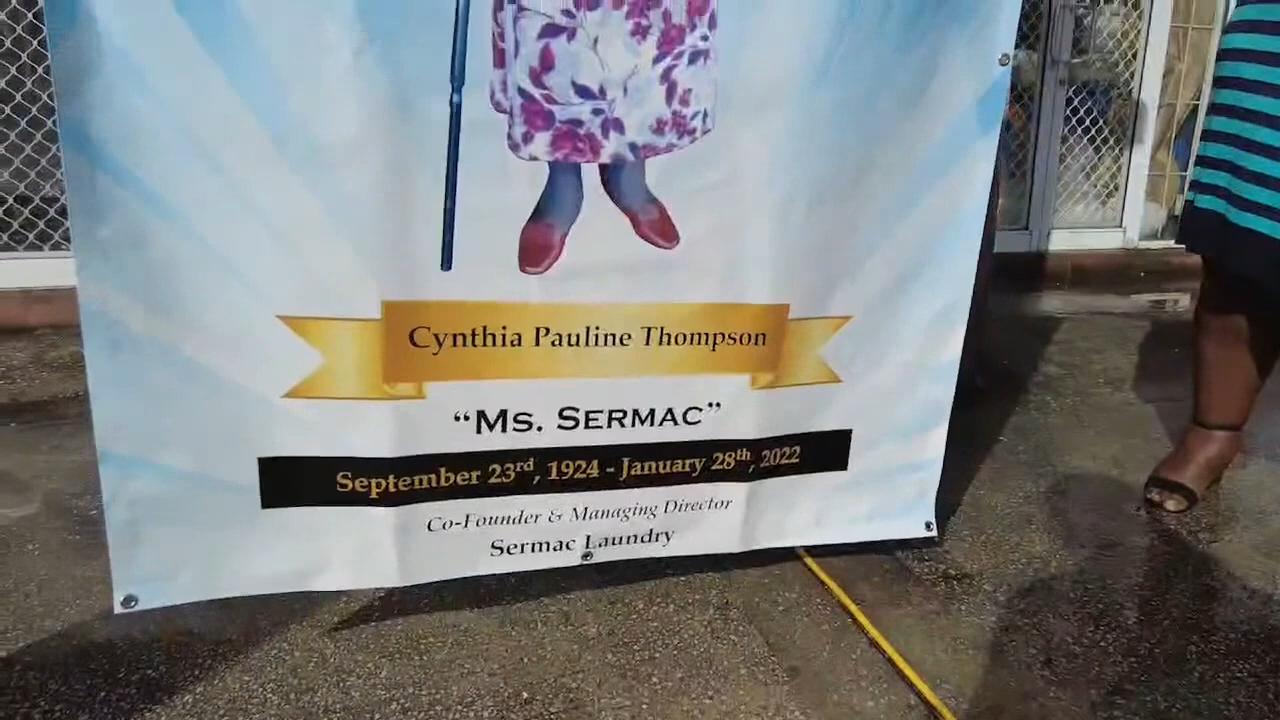 Cynthia Pauline Thompson
“Ms. Sermac”
September 23rd, 1924 - January 28th, 2022
Co-Founder & Managing Director
Sermac Laundry